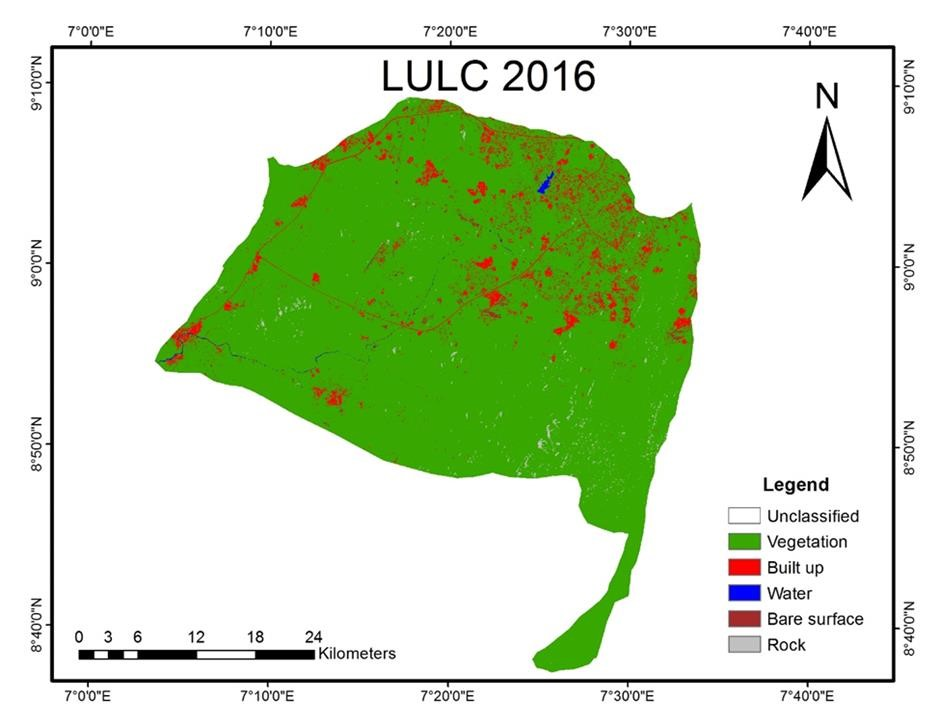 7°0'0"E 7°10'0"E 7°20'0"E 7°30'0"E 7°40'0"E
LULC 2016
N
9°10'0"N 9°10'0"N
9°0'0"N 9°0'0"N
8°50'0"N 8°50'0"N
8°40'0"N 8°40'0"N
Legend
Unclassified
Vegetation
Built up
Water
Bare surface
Rock
0 3 6 12 18 24
Kilometers
7°0'0"E 7°10'0"E 7°20'0"E 7°30'0"E 7°40'0"E